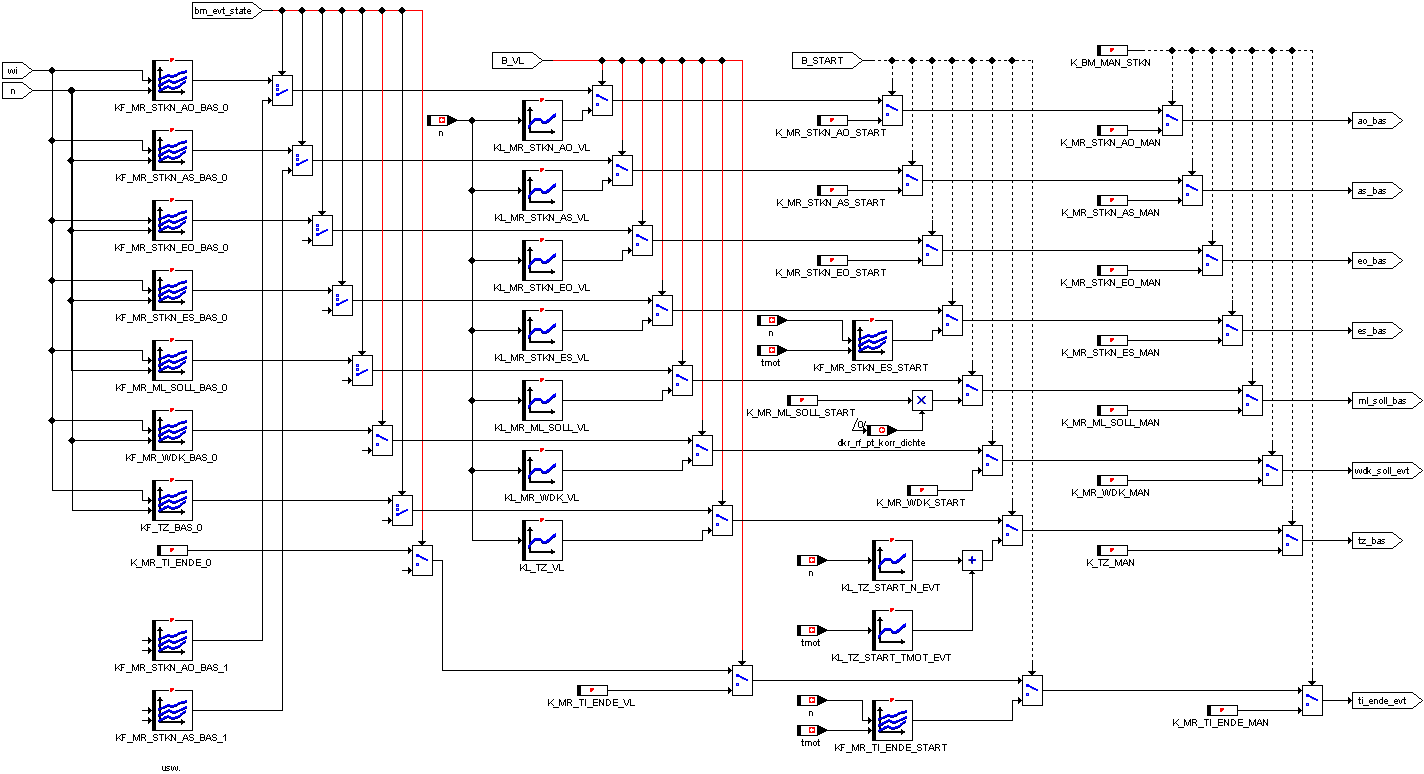 bm_evt_state
B_VL
B_START
K_BM_MAN_STKN
wi
n
KF_MR_STKN_AO_BAS_0
n
KL_MR_STKN_AO_VL
K_MR_STKN_AO_START
K_MR_STKN_AO_MAN
ao_bas
KF_MR_STKN_AS_BAS_0
KL_MR_STKN_AS_VL
K_MR_STKN_AS_START
K_MR_STKN_AS_MAN
as_bas
KF_MR_STKN_EO_BAS_0
KL_MR_STKN_EO_VL
K_MR_STKN_EO_START
K_MR_STKN_EO_MAN
eo_bas
KF_MR_STKN_ES_BAS_0
KL_MR_STKN_ES_VL
n
tmot
KF_MR_STKN_ES_START
K_MR_STKN_ES_MAN
es_bas
KF_MR_ML_SOLL_BAS_0
KL_MR_ML_SOLL_VL
K_MR_ML_SOLL_START
dkr_rf_pt_korr_dichte
K_MR_ML_SOLL_MAN
ml_soll_bas
KF_MR_WDK_BAS_0
KL_MR_WDK_VL
K_MR_WDK_START
K_MR_WDK_MAN
wdk_soll_evt
KF_TZ_BAS_0
KL_TZ_VL
n
KL_TZ_START_N_EVT
tmot
KL_TZ_START_TMOT_EVT
K_TZ_MAN
tz_bas
K_MR_TI_ENDE_0
KF_MR_STKN_AO_BAS_1
K_MR_TI_ENDE_VL
n
tmot
KF_MR_TI_ENDE_START
K_MR_TI_ENDE_MAN
ti_ende_evt
KF_MR_STKN_AS_BAS_1
usw.